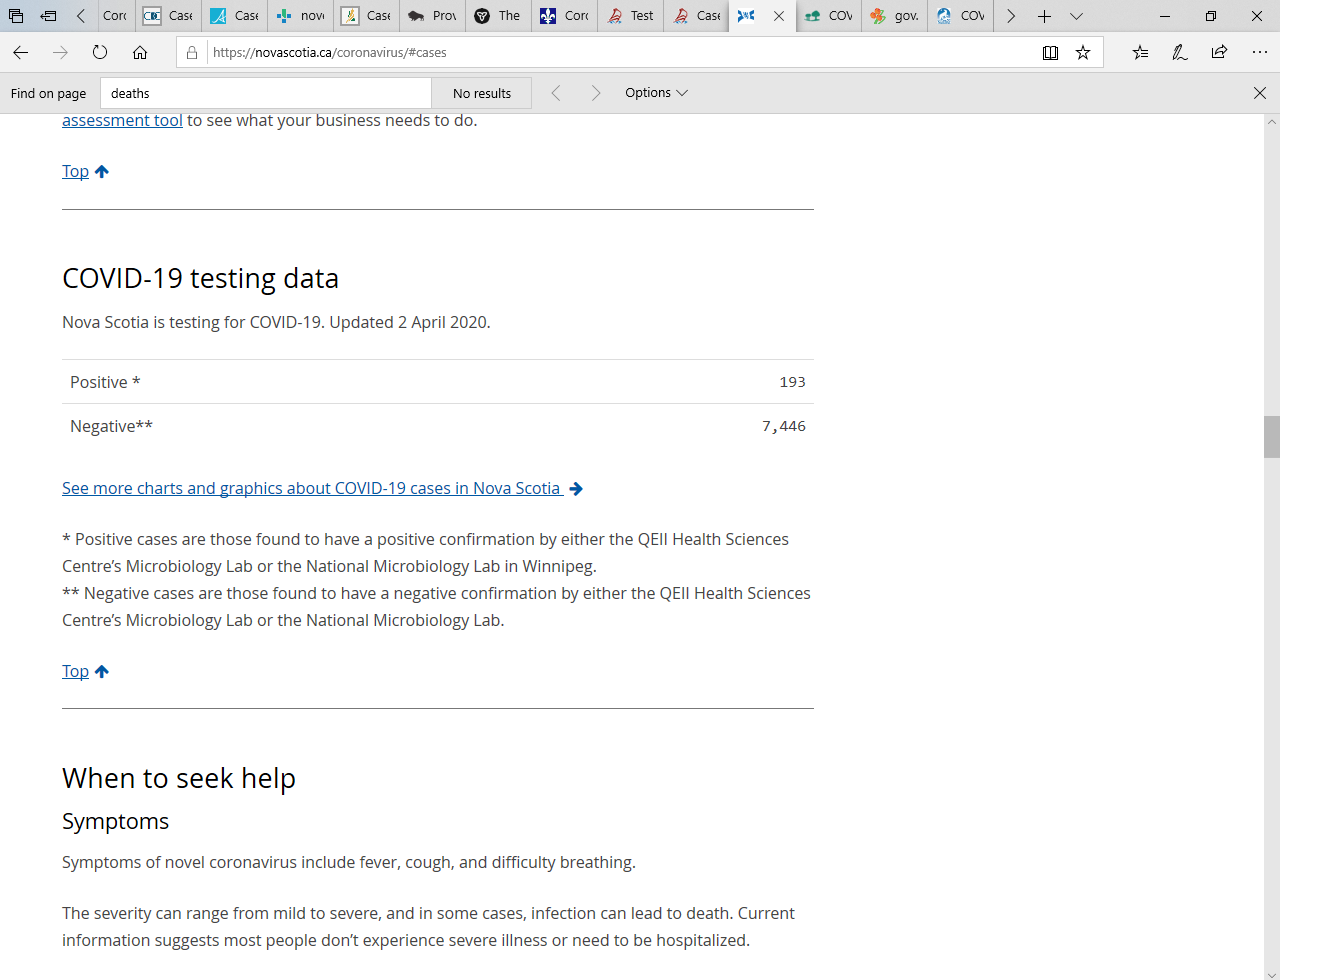 Cord
Case
Case
nove
Case
Prov
The
Coro
Test
Case
COV
gov.
COV
https://novascotia.ca/coronavirus/#cases
Find on page deaths No results Options
assessment tool to see what your business needs to do.
Top
COVID-19 testing data
Nova Scotia is testing for COVID-19. Updated 2 April 2020.
Positive * 193
Negative** 7,446
See more charts and graphics about COVID-19 cases in Nova Scotia
* Positive cases are those found to have a positive confirmation by either the QEII Health Sciences
Centre’s Microbiology Lab or the National Microbiology Lab in Winnipeg.
** Negative cases are those found to have a negative confirmation by either the QEII Health Sciences
Centre’s Microbiology Lab or the National Microbiology Lab.
Top
When to seek help
Symptoms
Symptoms of novel coronavirus include fever, cough, and difficulty breathing.
The severity can range from mild to severe, and in some cases, infection can lead to death. Current
information suggests most people don’t experience severe illness or need to be hospitalized.